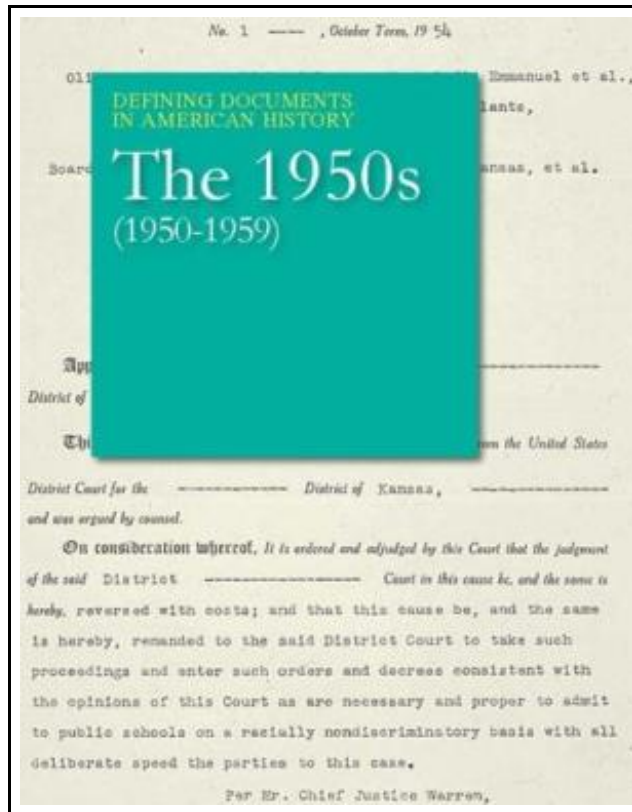 No. 1 ---- , October Term, 19 54
Oli Emmanuel et al.,
lants,
DEFINING DOCUMENTS
IN AMERICAN HISTORY
Board ansas, et al.
The 1950s
(1950-1959)
App ----------------
District of
Thi om the United States
District Court for the -------------- District of Kansas, ----------------
and was argued by counsel.
On consideration whereof, It is ordered and adjudged by this Court that the judgment
of the said District -------------------- Court in this cause be, and the same is
hereby, reversed with costs; and that this cause be, and the same
is hereby, remanded to the said District Court to take such
proceedings and enter such orders and decrees consistent with
the opinions of this Court as are necessary and proper to admit
to public schools on a racially nondiscriminatory basis with all
deliberate speed the parties to this case.
Per Mr. Chief Justice Warren,